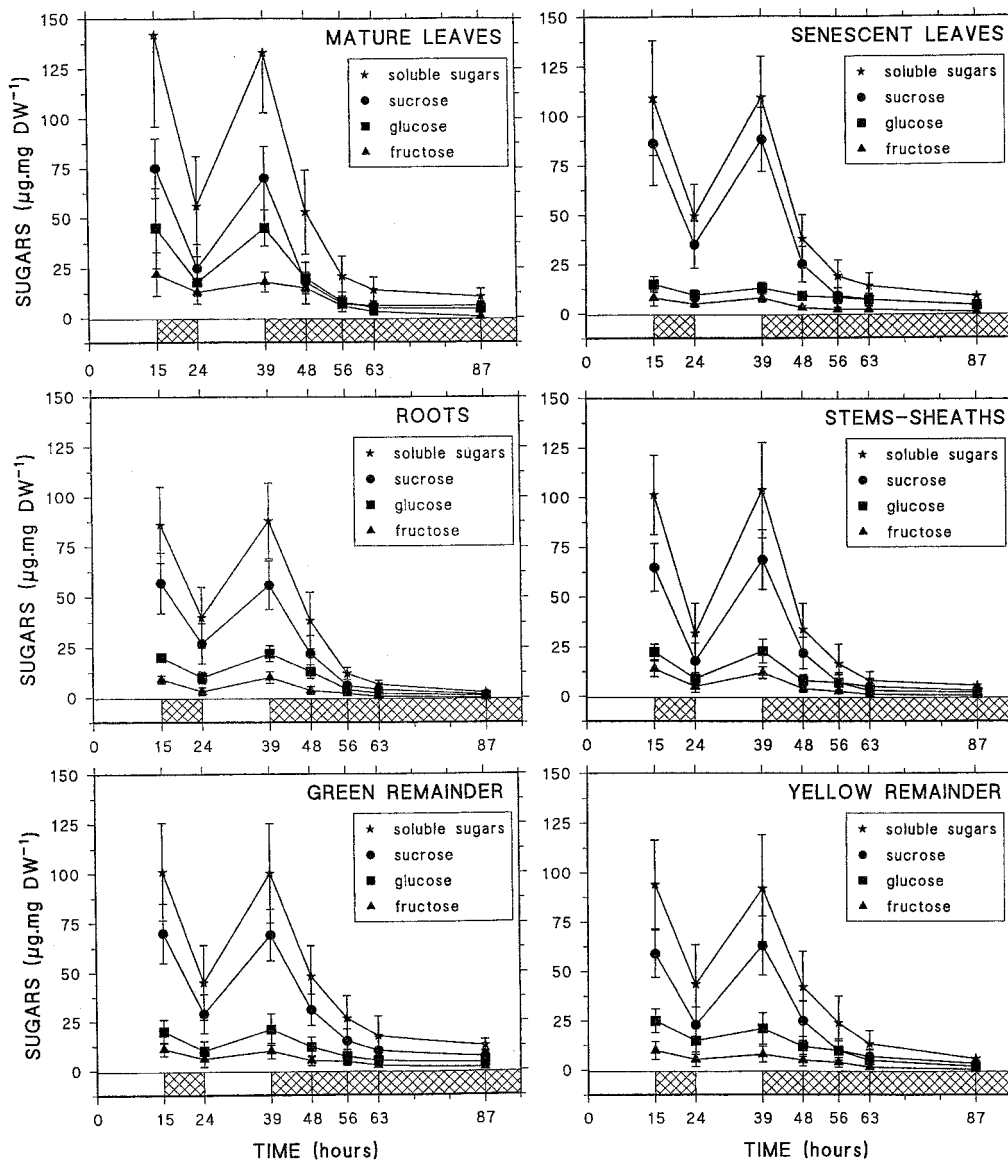 MATURE LEAVES
soluble sugars
sucrose
glucose
fructose
SUGARS (µg.mg DW⁻¹)
150
125
100
75
50
25
0
0 15 24 39 48 56 63 87
SENESCENT LEAVES
soluble sugars
sucrose
glucose
fructose
150
125
100
75
50
25
0
0 15 24 39 48 56 63 87
ROOTS
soluble sugars
sucrose
glucose
fructose
SUGARS (µg.mg DW⁻¹)
150
125
100
75
50
25
0
0 15 24 39 48 56 63 87
STEMS-SHEATHS
soluble sugars
sucrose
glucose
fructose
150
125
100
75
50
25
0
0 15 24 39 48 56 63 87
GREEN REMAINDER
soluble sugars
sucrose
glucose
fructose
SUGARS (µg.mg DW⁻¹)
150
125
100
75
50
25
0
0 15 24 39 48 56 63 87
TIME (hours)
YELLOW REMAINDER
soluble sugars
sucrose
glucose
fructose
150
125
100
75
50
25
0
0 15 24 39 48 56 63 87
TIME (hours)